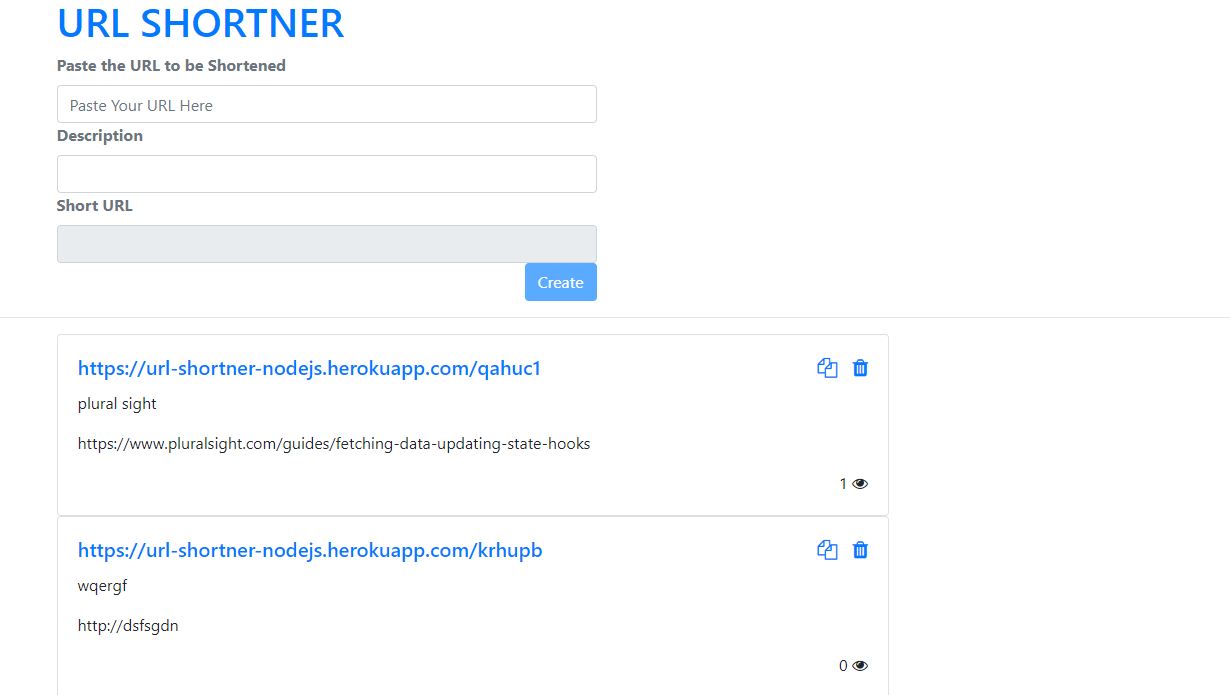 URL SHORTNER
Paste the URL to be Shortened
Paste Your URL Here
Description
Short URL
Create
https://url-shortner-nodejs.herokuapp.com/qahuc1
plural sight
https://www.pluralsight.com/guides/fetching-data-updating-state-hooks
1
https://url-shortner-nodejs.herokuapp.com/krhupb
wqergf
http://dsfsgdn
0